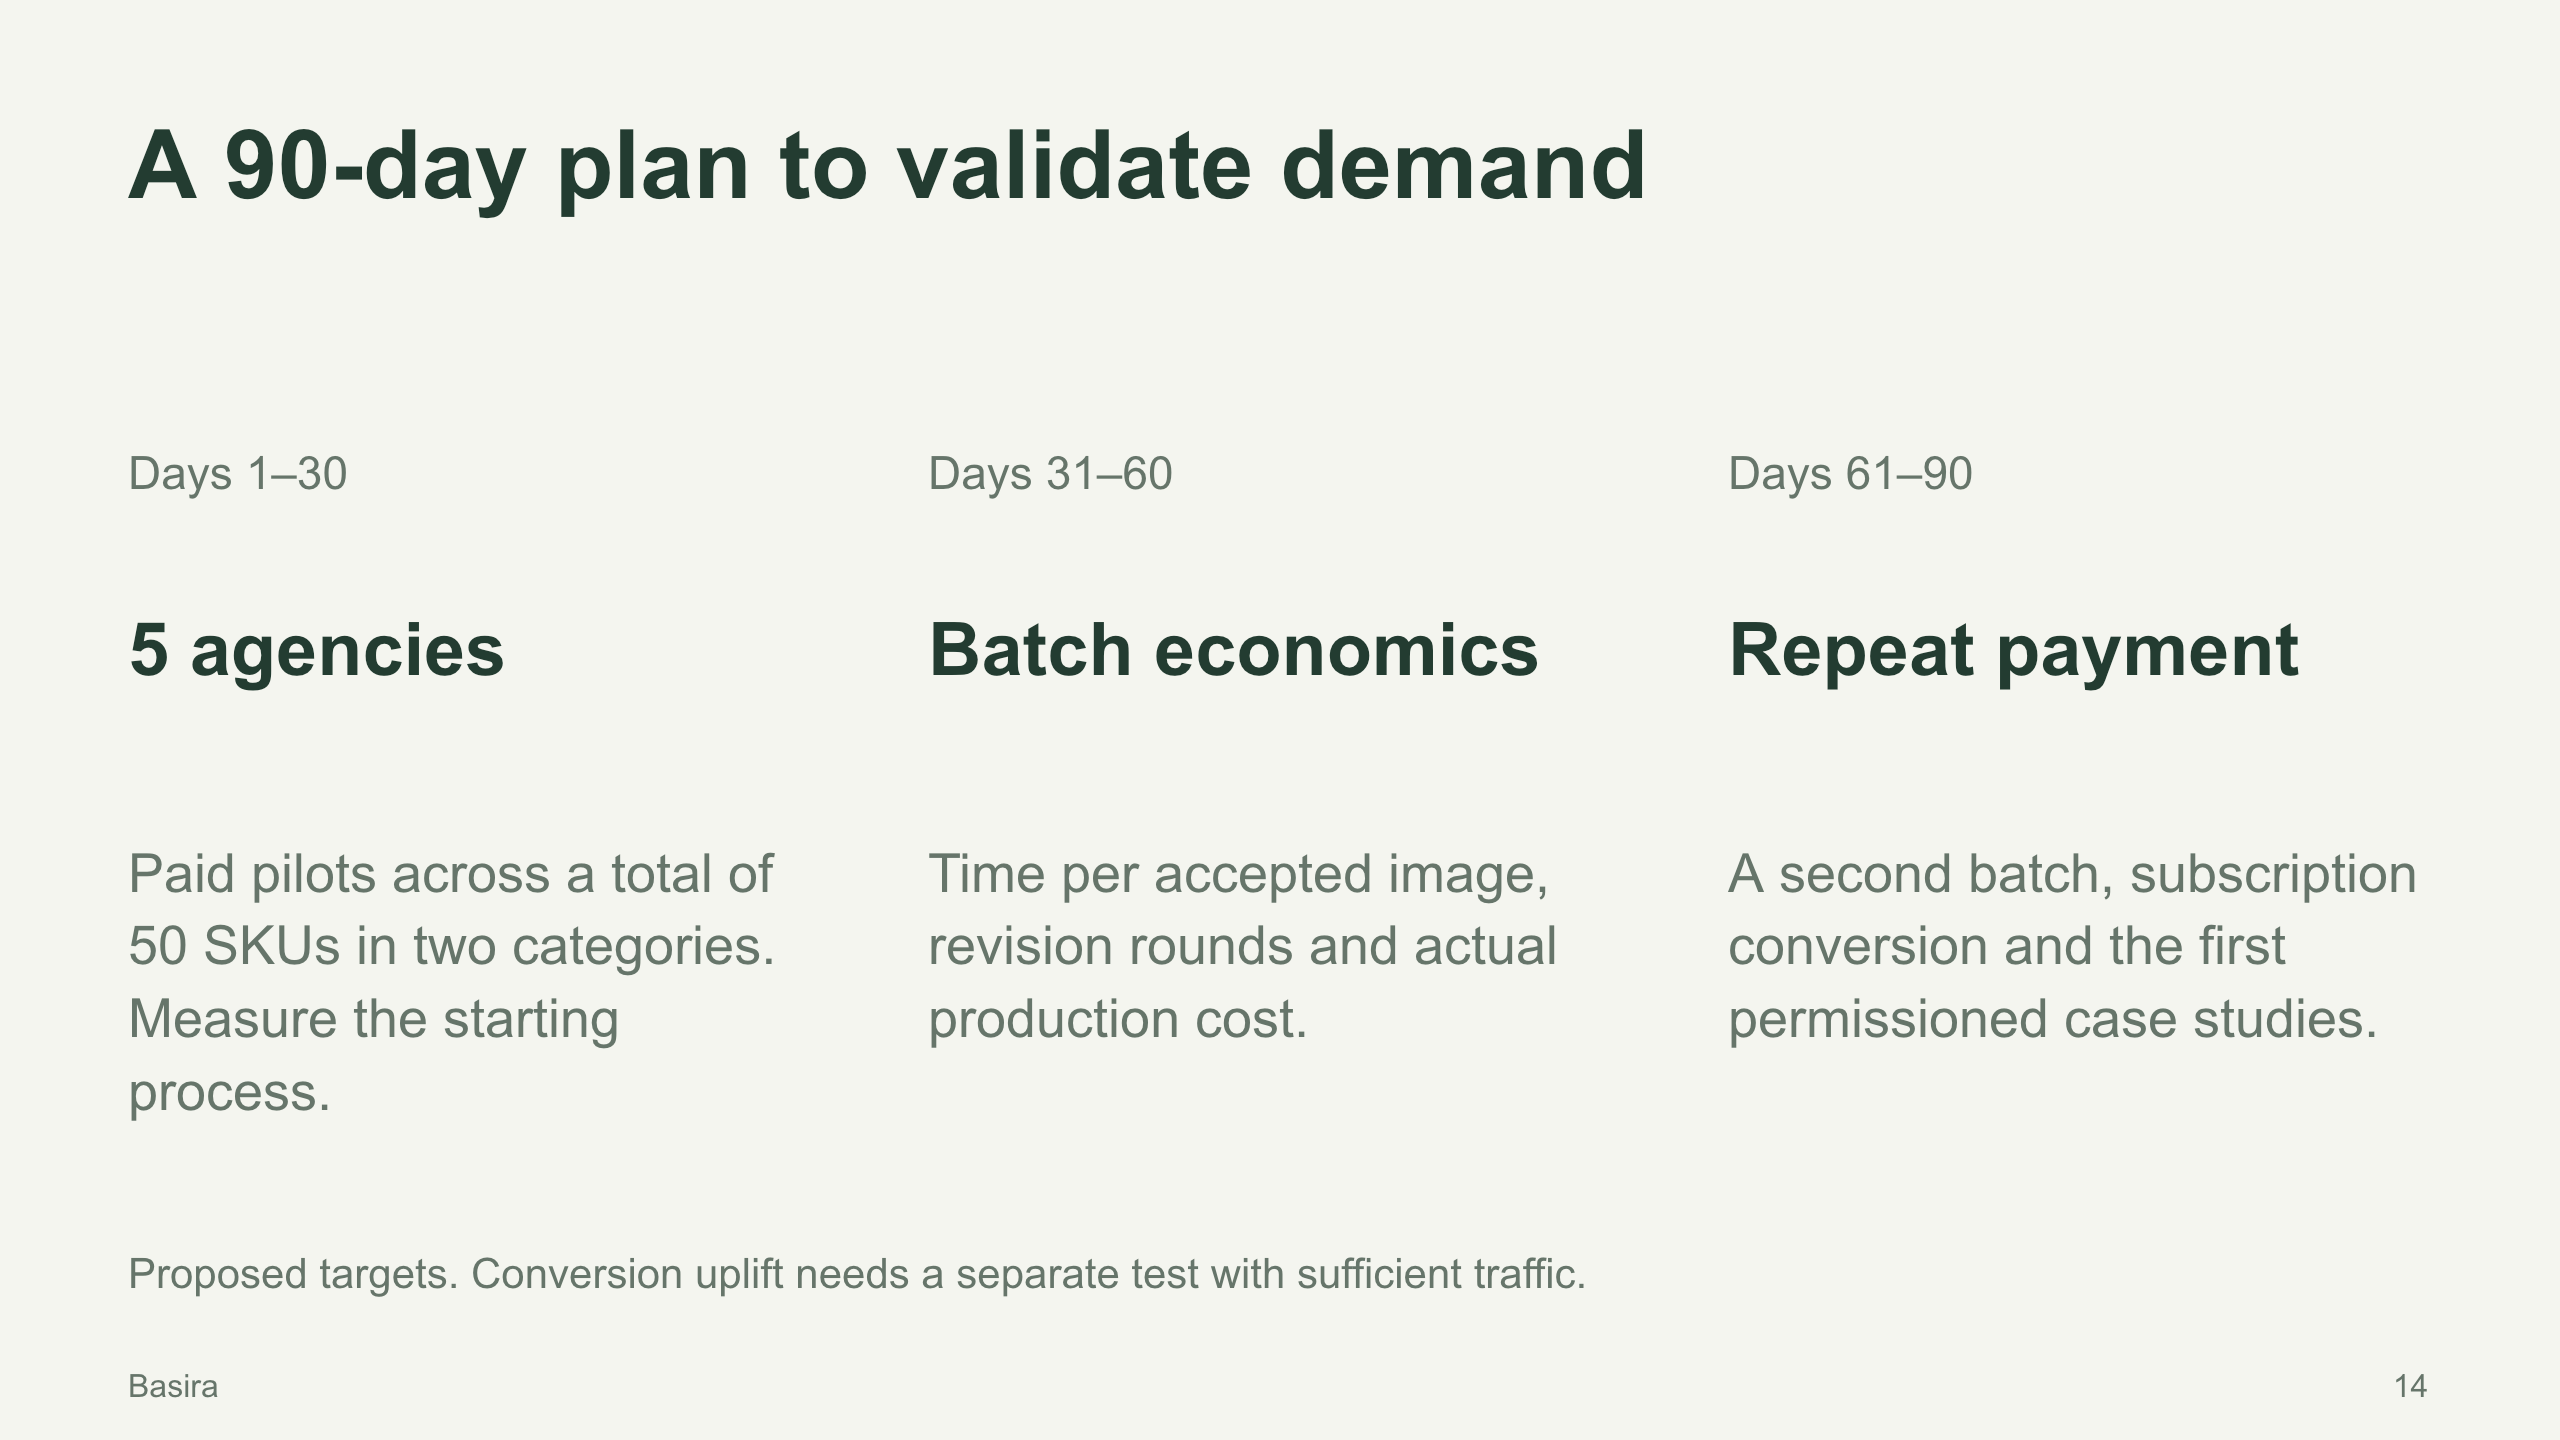 A 90-day plan to validate demand
Days 1–30
5 agencies
Paid pilots across a total of
50 SKUs in two categories.
Measure the starting
process.
Days 31–60
Batch economics
Time per accepted image,
revision rounds and actual
production cost.
Days 61–90
Repeat payment
A second batch, subscription
conversion and the first
permissioned case studies.
Proposed targets. Conversion uplift needs a separate test with sufficient traffic.
Basira
14